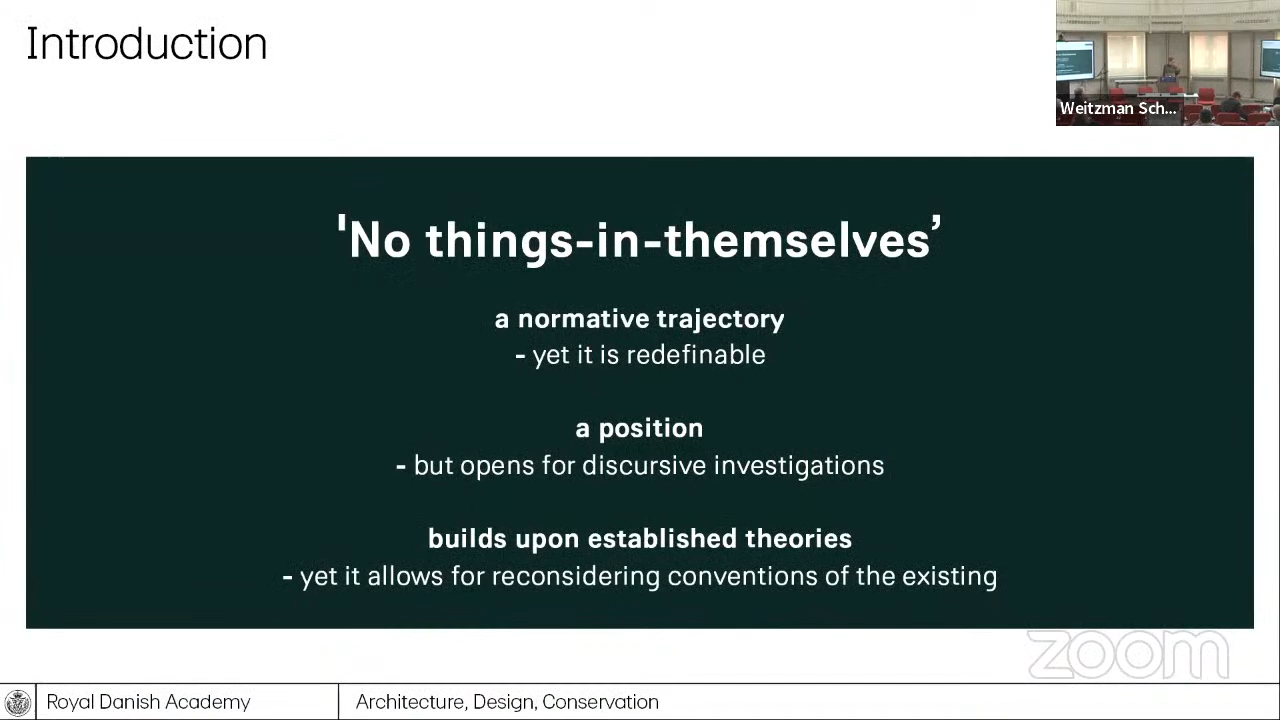 Introduction
Weitzman Sch...
'No things-in-themselves’
a normative trajectory
- yet it is redefinable
a position
- but opens for discursive investigations
builds upon established theories
- yet it allows for reconsidering conventions of the existing
zoom
Royal Danish Academy
Architecture, Design, Conservation